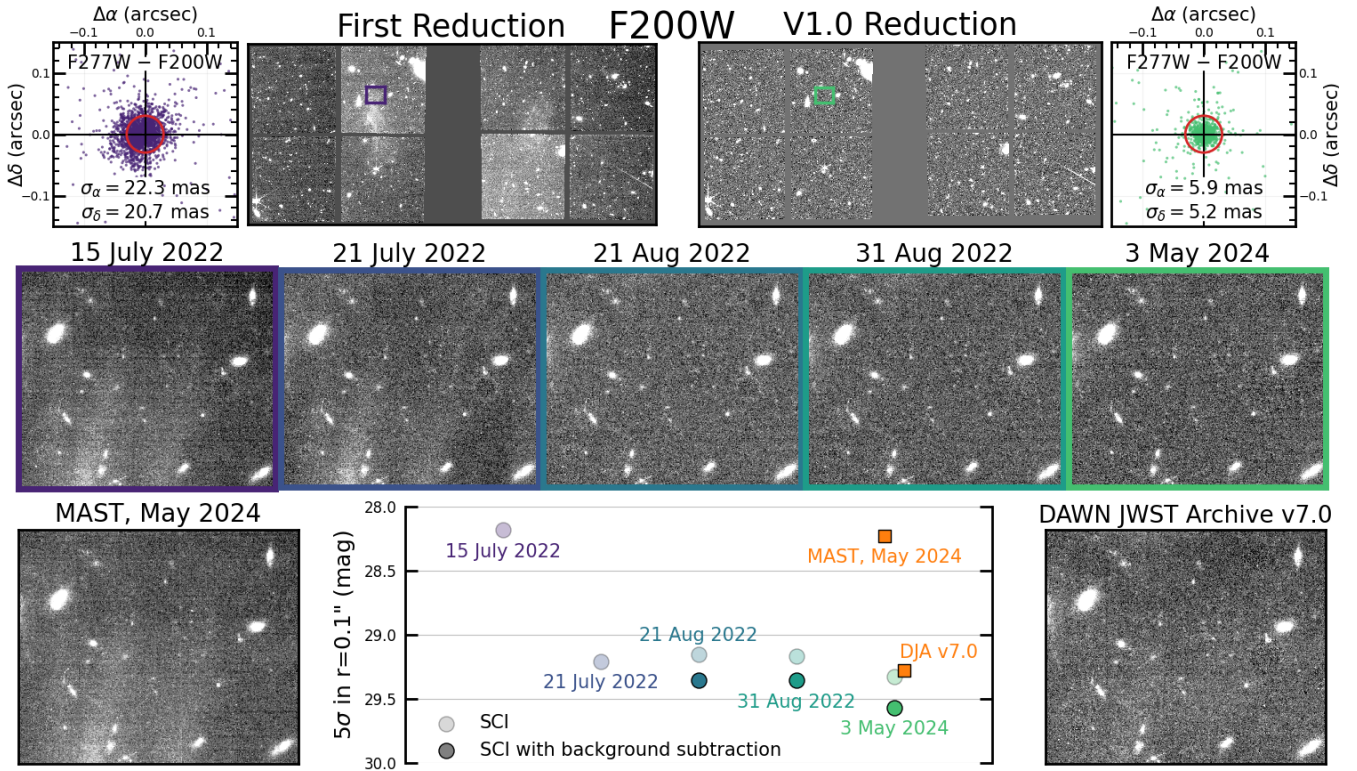 First Reduction F200W V1.0 Reduction
Δα (arcsec)
−0.1 0.0 0.1
Δδ (arcsec)
0.1
0.0
−0.1
F277W − F200W
σα = 22.3 mas
σδ = 20.7 mas
Δα (arcsec)
−0.1 0.0 0.1
F277W − F200W
0.1
0.0
−0.1
Δδ (arcsec)
σα = 5.9 mas
σδ = 5.2 mas
15 July 2022
21 July 2022
21 Aug 2022
31 Aug 2022
3 May 2024
MAST, May 2024
5σ in r=0.1" (mag)
28.0
28.5
29.0
29.5
30.0
15 July 2022
MAST, May 2024
21 Aug 2022
DJA v7.0
21 July 2022
31 Aug 2022
3 May 2024
SCI
SCI with background subtraction
DAWN JWST Archive v7.0